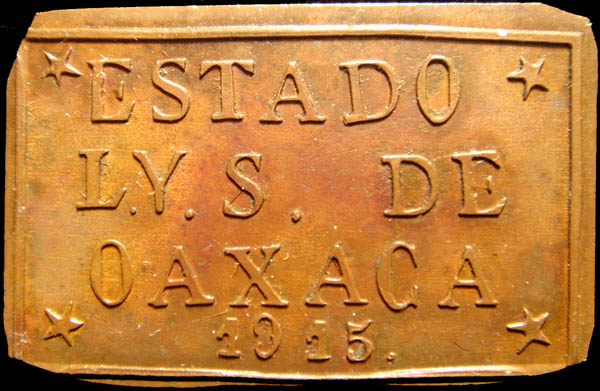 ESTADO
L.Y.S. DE
OAXACA
1915.